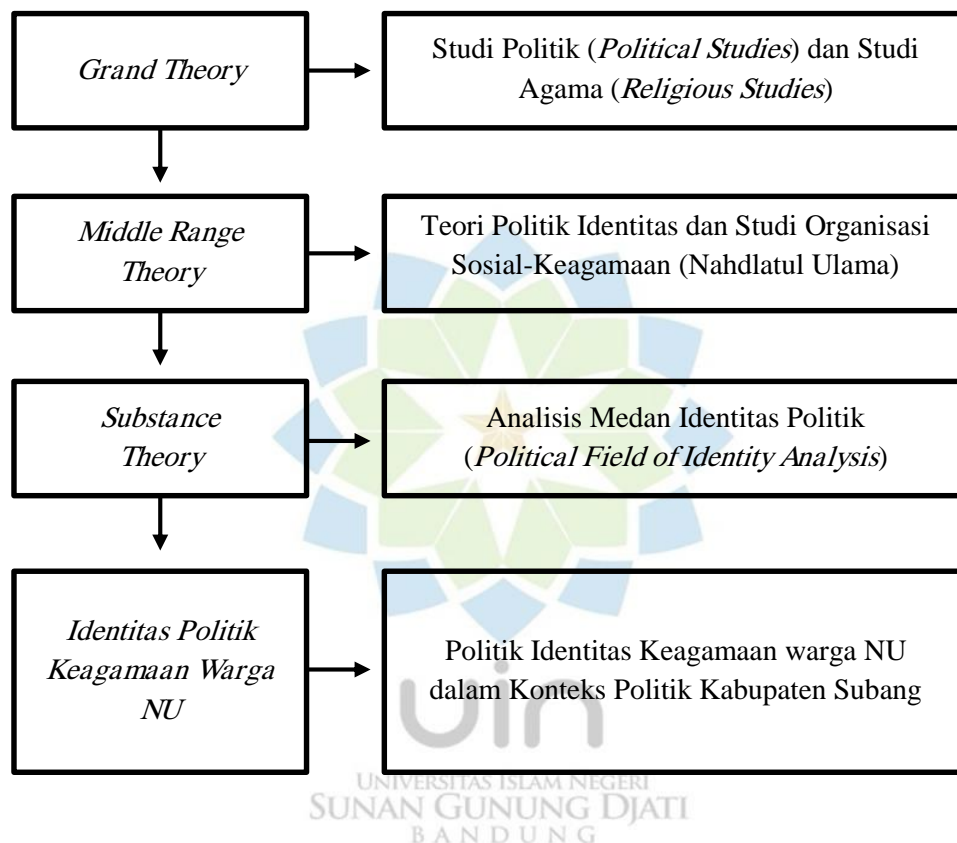 Grand Theory
Studi Politik (Political Studies) dan Studi
Agama (Religious Studies)
Middle Range
Theory
Teori Politik Identitas dan Studi Organisasi
Sosial-Keagamaan (Nahdlatul Ulama)
Substance
Theory
Analisis Medan Identitas Politik
(Political Field of Identity Analysis)
Identitas Politik
Keagamaan Warga
NU
Politik Identitas Keagamaan warga NU
dalam Konteks Politik Kabupaten Subang
uin
UNIVERSITAS ISLAM NEGERI
SUNAN GUNUNG DJATI
BANDUNG